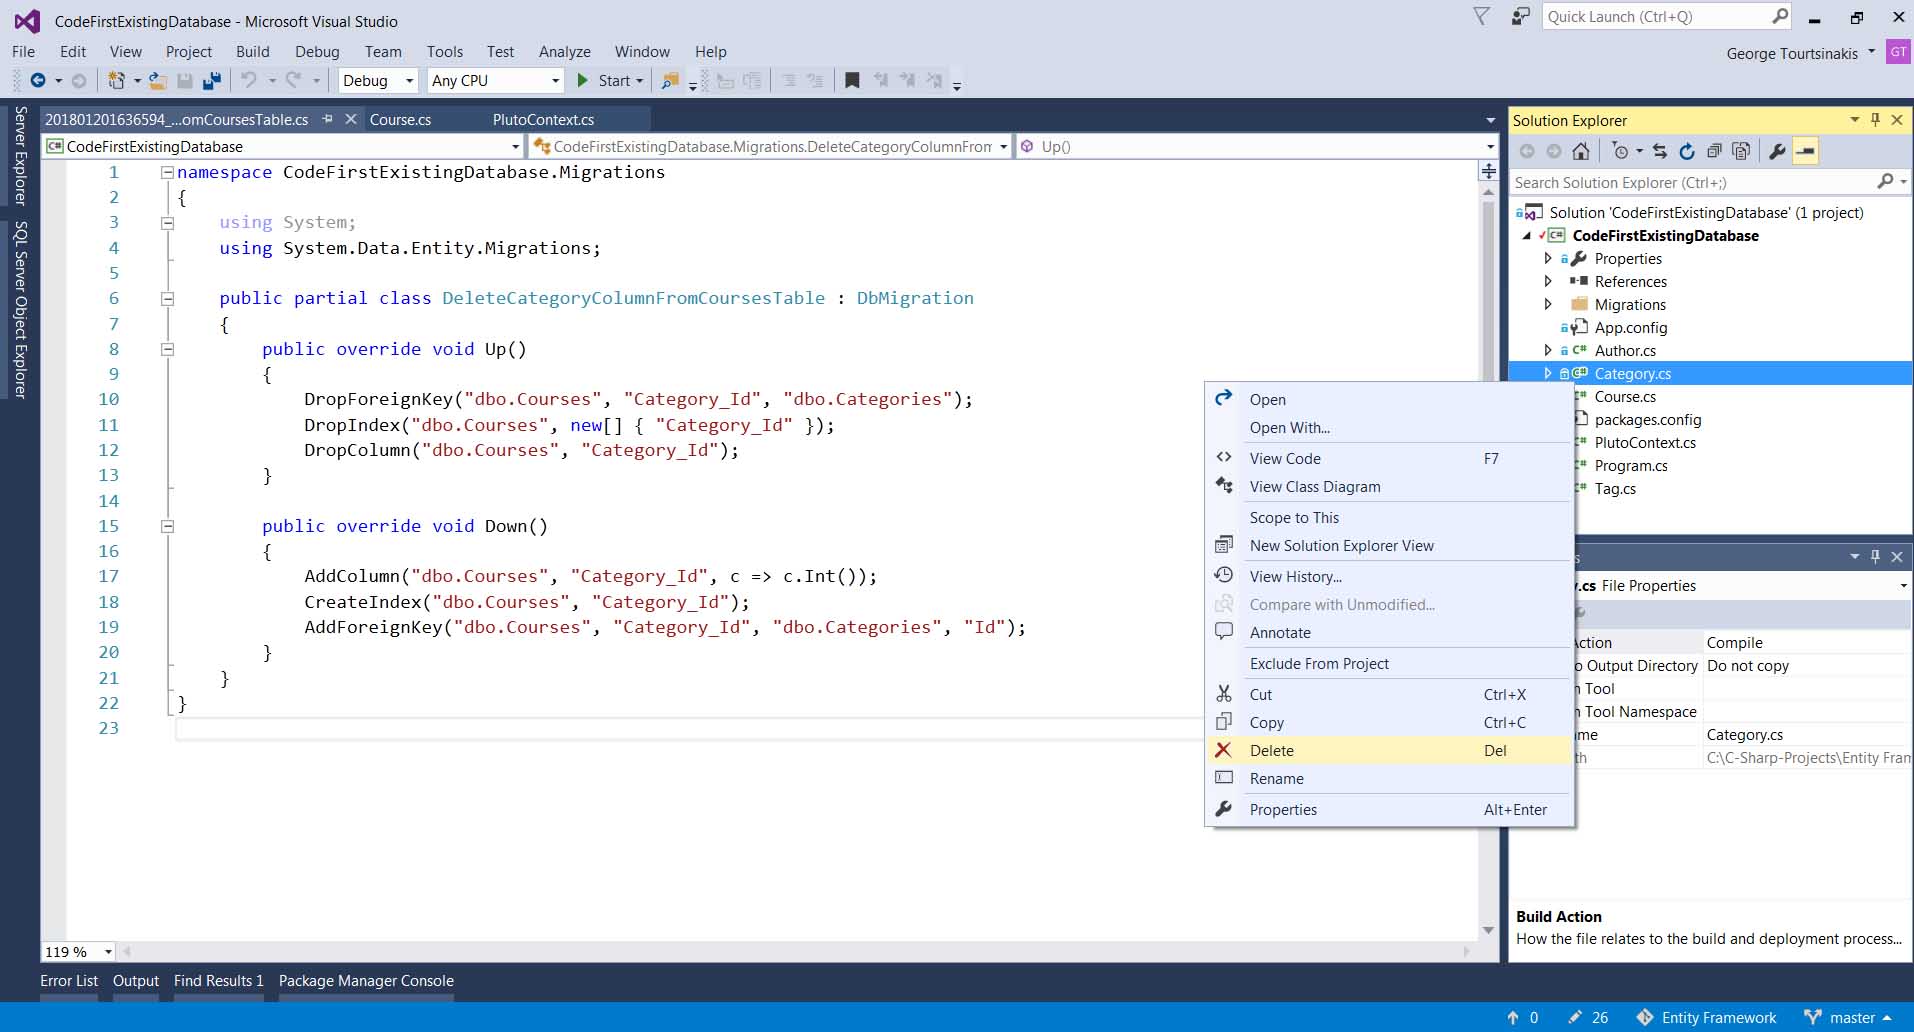 CodeFirstExistingDatabase - Microsoft Visual Studio
Quick Launch (Ctrl+Q)
File Edit View Project Build Debug Team Tools Test Analyze Window Help
George Tourtsinakis GT
Debug Any CPU Start
Server Explorer
SQL Server Object Explorer
201801201636594_...omCoursesTable.cs Course.cs PlutoContext.cs
CodeFirstExistingDatabase CodeFirstExistingDatabase.Migrations.DeleteCategoryColumnFrom Up()
1 namespace CodeFirstExistingDatabase.Migrations
2 {
3 using System;
4 using System.Data.Entity.Migrations;
5
6 public partial class DeleteCategoryColumnFromCoursesTable : DbMigration
7 {
8 public override void Up()
9 {
10 DropForeignKey("dbo.Courses", "Category_Id", "dbo.Categories");
11 DropIndex("dbo.Courses", new[] { "Category_Id" });
12 DropColumn("dbo.Courses", "Category_Id");
13 }
14
15 public override void Down()
16 {
17 AddColumn("dbo.Courses", "Category_Id", c => c.Int());
18 CreateIndex("dbo.Courses", "Category_Id");
19 AddForeignKey("dbo.Courses", "Category_Id", "dbo.Categories", "Id");
20 }
21 }
22 }
23
119 %
Solution Explorer
Search Solution Explorer (Ctrl+;)
Solution 'CodeFirstExistingDatabase' (1 project)
C# CodeFirstExistingDatabase
Properties
References
Migrations
App.config
C# Author.cs
C# Category.cs
Course.cs
packages.config
PlutoContext.cs
Program.cs
Tag.cs
Open
Open With...
View Code F7
View Class Diagram
Scope to This
New Solution Explorer View
View History...
Compare with Unmodified...
Annotate
Exclude From Project
Cut Ctrl+X
Copy Ctrl+C
Delete Del
Rename
Properties Alt+Enter
.cs File Properties
Action Compile
o Output Directory Do not copy
n Tool
n Tool Namespace
me Category.cs
th C:\C-Sharp-Projects\Entity Fram
Build Action
How the file relates to the build and deployment process...
Error List Output Find Results 1 Package Manager Console
0 26 Entity Framework master